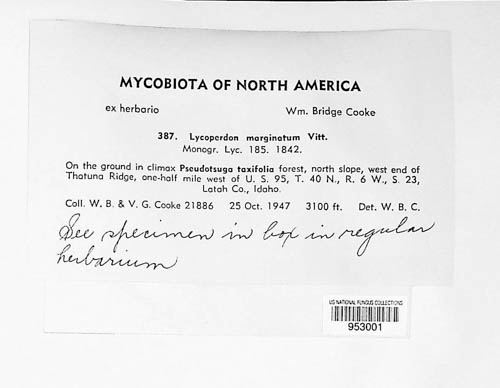 MYCOBIOTA OF NORTH AMERICA
ex herbario Wm. Bridge Cooke
387. Lycoperdon marginatum Vitt.
Monogr. Lyc. 185. 1842.
On the ground in climax Pseudotsuga taxifolia forest, north slope, west end of
Thatuna Ridge, one-half mile west of U. S. 95, T. 40 N., R. 6 W., S. 23,
Latah Co., Idaho.
Coll. W. B. & V. G. Cooke 21886 25 Oct. 1947 3100 ft. Det. W. B. C.
See specimen in box in regular
herbarium
US NATIONAL FUNGUS COLLECTIONS
953001